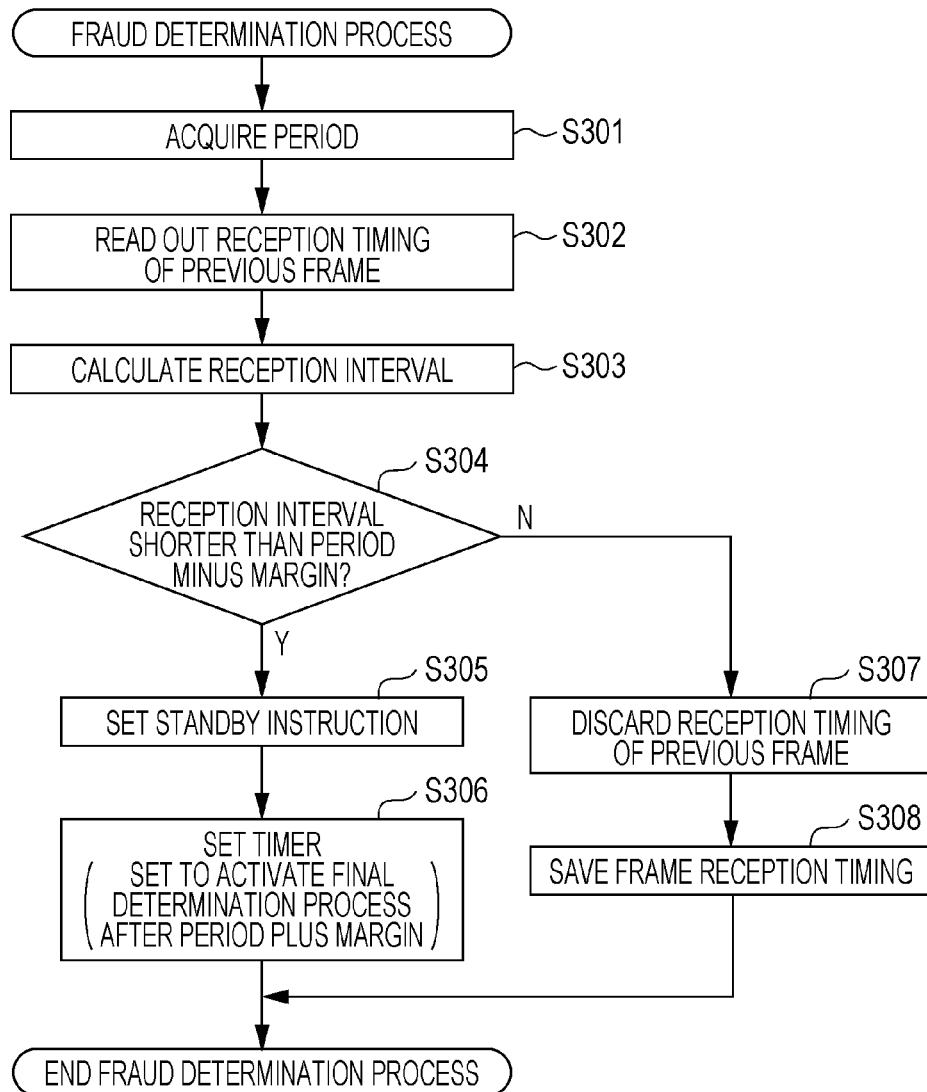 FRAUD DETERMINATION PROCESS
ACQUIRE PERIOD
S301
READ OUT RECEPTION TIMING
OF PREVIOUS FRAME
S302
CALCULATE RECEPTION INTERVAL
S303
S304
RECEPTION INTERVAL
SHORTER THAN PERIOD
MINUS MARGIN?
N
Y
S305
SET STANDBY INSTRUCTION
S306
SET TIMER
( SET TO ACTIVATE FINAL
DETERMINATION PROCESS
AFTER PERIOD PLUS MARGIN )
S307
DISCARD RECEPTION TIMING
OF PREVIOUS FRAME
S308
SAVE FRAME RECEPTION TIMING
END FRAUD DETERMINATION PROCESS